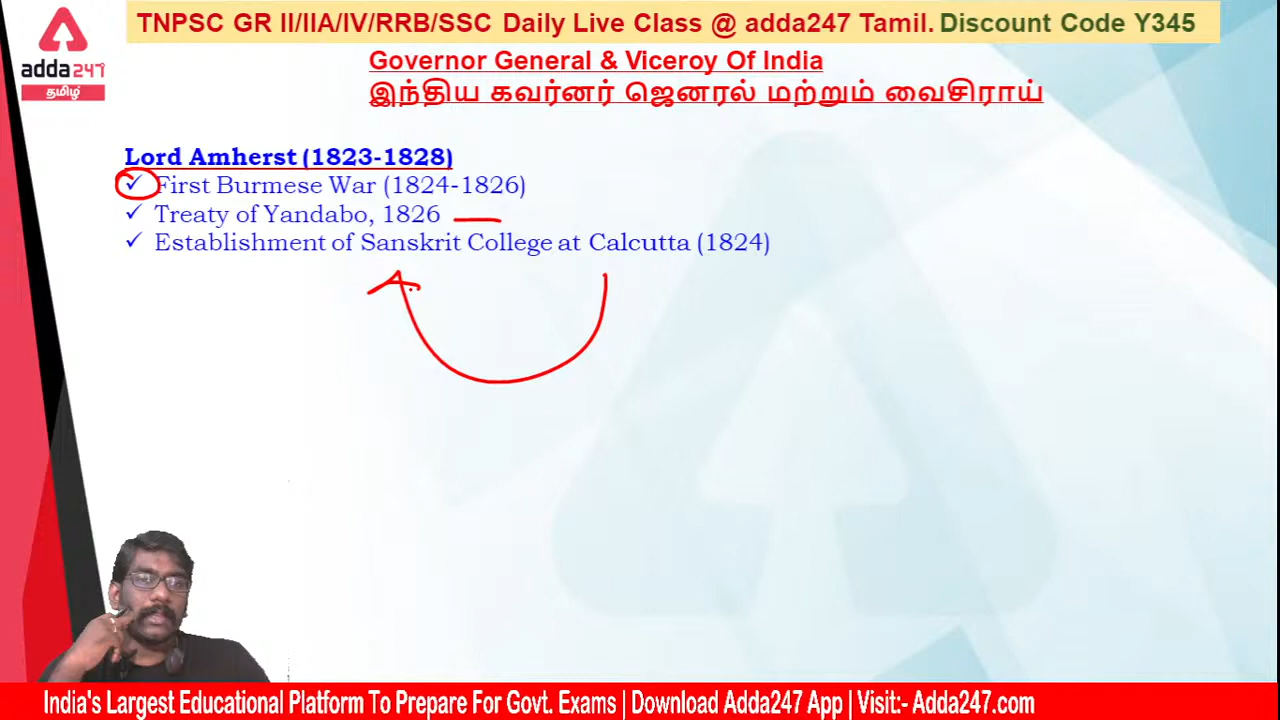 TNPSC GR II/IIA/IV/RRB/SSC Daily Live Class @ adda247 Tamil. Discount Code Y345
adda247
தமிழ்
Governor General & Viceroy Of India
இந்திய கவர்னர் ஜெனரல் மற்றும் வைசிராய்
Lord Amherst (1823-1828)
✓ First Burmese War (1824-1826)
✓ Treaty of Yandabo, 1826
✓ Establishment of Sanskrit College at Calcutta (1824)
India's Largest Educational Platform To Prepare For Govt. Exams | Download Adda247 App | Visit:- Adda247.com